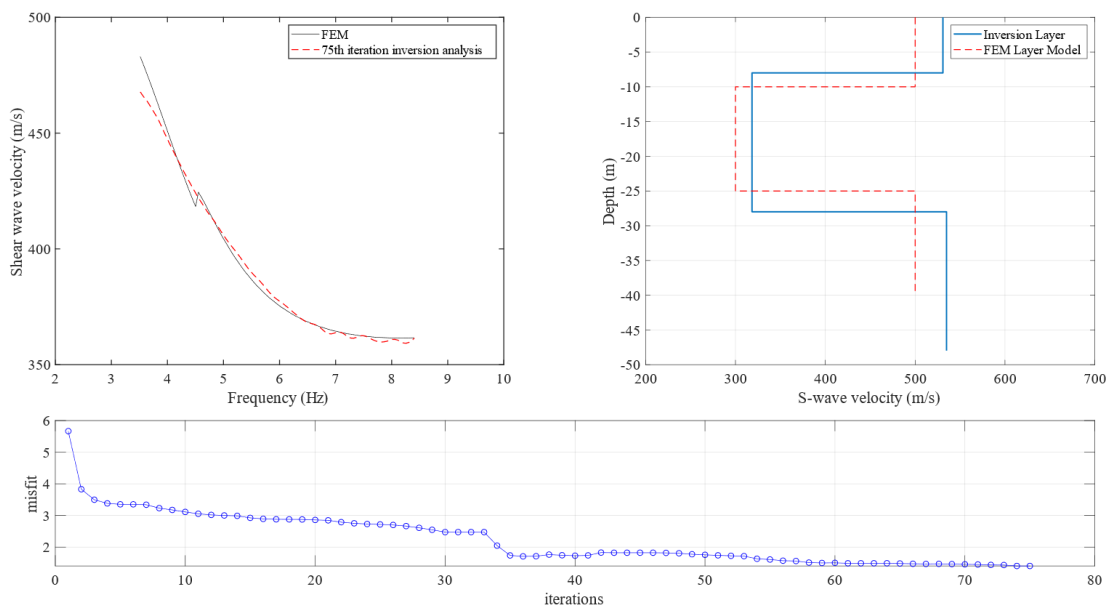 500
450
400
350
Shear wave velocity (m/s)
2 3 4 5 6 7 8 9 10
Frequency (Hz)
FEM
75th iteration inversion analysis
0
-5
-10
-15
-20
-25
-30
-35
-40
-45
-50
Depth (m)
200 300 400 500 600 700
S-wave velocity (m/s)
Inversion Layer
FEM Layer Model
6
5
4
3
2
misfit
0 10 20 30 40 50 60 70 80
iterations